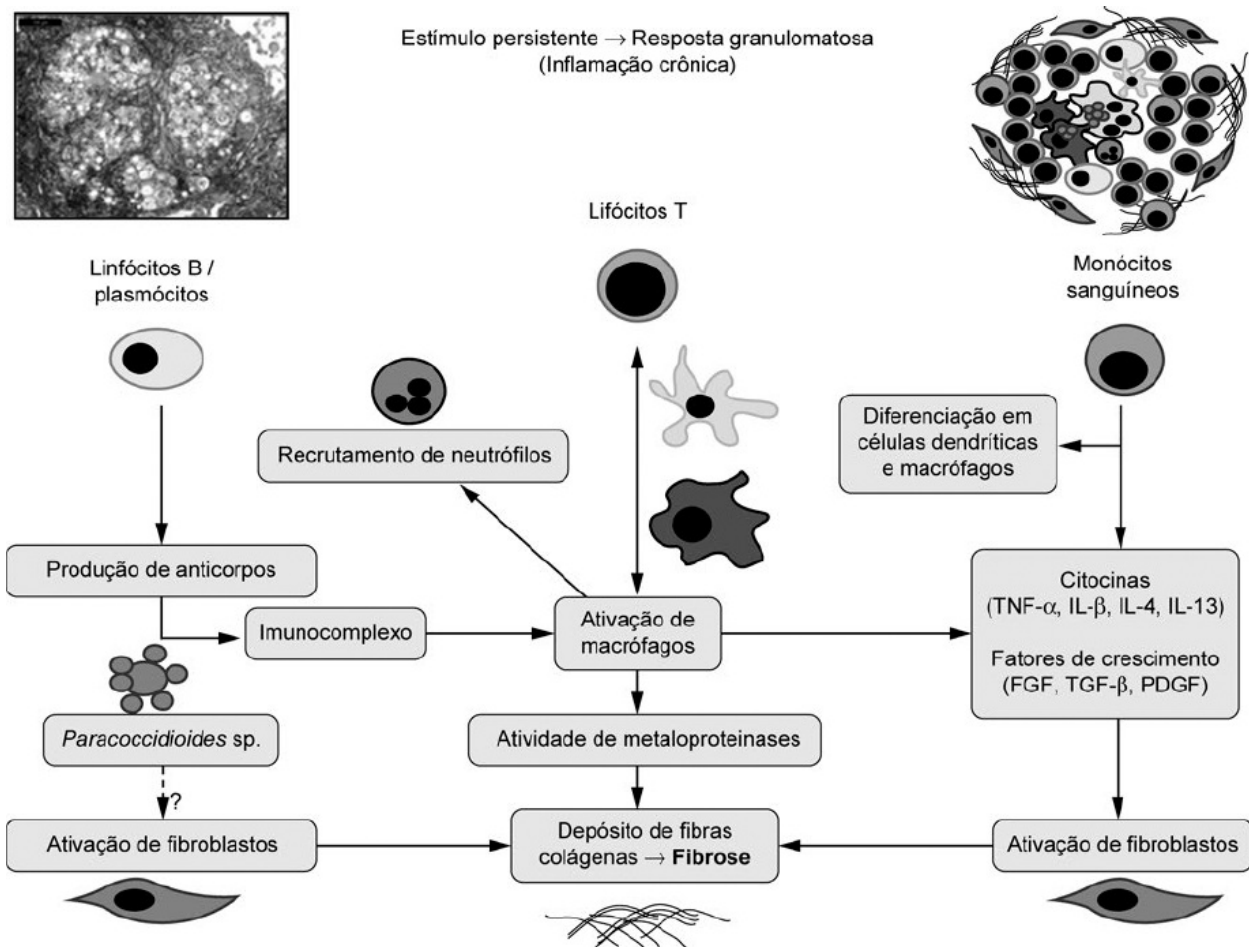 Estímulo persistente → Resposta granulomatosa
(Inflamação crônica)
Lifócitos T
Linfócitos B /
plasmócitos
Monócitos
sanguíneos
Recrutamento de neutrófilos
Diferenciação em
células dendríticas
e macrófagos
Produção de anticorpos
Imunocomplexo
Ativação de
macrófagos
Citocinas
(TNF-α, IL-β, IL-4, IL-13)
Fatores de crescimento
(FGF, TGF-β, PDGF)
Paracoccidioides sp.
Atividade de metaloproteinases
?
Ativação de fibroblastos
Depósito de fibras
colágenas → Fibrose
Ativação de fibroblastos